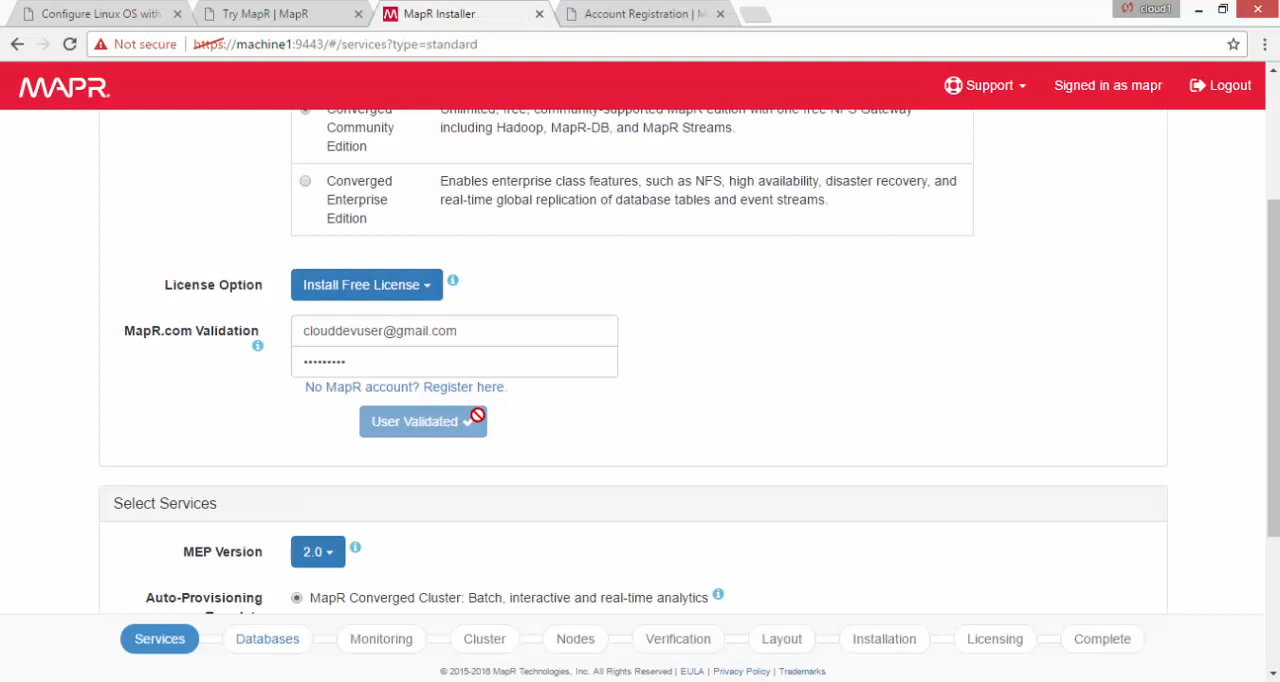 Configure Linux OS with
Try MapR | MapR
MapR Installer
Account Registration | M
cloud1
Not secure
https://machine1:9443/#/services?type=standard
MAPR.
Support
Signed in as mapr
Logout
Converged
Community
Edition
Unlimited, free, community-supported MapR edition with one free NFS Gateway
including Hadoop, MapR-DB, and MapR Streams.
Converged
Enterprise
Edition
Enables enterprise class features, such as NFS, high availability, disaster recovery, and
real-time global replication of database tables and event streams.
License Option
Install Free License
MapR.com Validation
clouddevuser@gmail.com
•••••••••
No MapR account? Register here.
User Validated
Select Services
MEP Version
2.0
Auto-Provisioning
MapR Converged Cluster: Batch, interactive and real-time analytics
Services
Databases
Monitoring
Cluster
Nodes
Verification
Layout
Installation
Licensing
Complete
© 2015-2016 MapR Technologies, Inc. All Rights Reserved | EULA | Privacy Policy | Trademarks